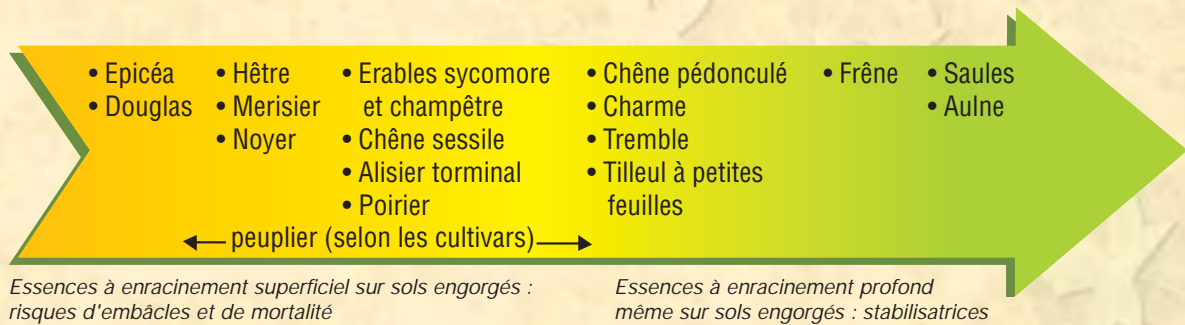 • Epicéa
• Douglas
• Hêtre
• Merisier
• Noyer
• Erables sycomore
et champêtre
• Chêne sessile
• Alisier torminal
• Poirier
peuplier (selon les cultivars)
• Chêne pédonculé
• Charme
• Tremble
• Tilleul à petites
feuilles
• Frêne
• Saules
• Aulne
Essences à enracinement superficiel sur sols engorgés :
risques d'embâcles et de mortalité
Essences à enracinement profond
même sur sols engorgés : stabilisatrices